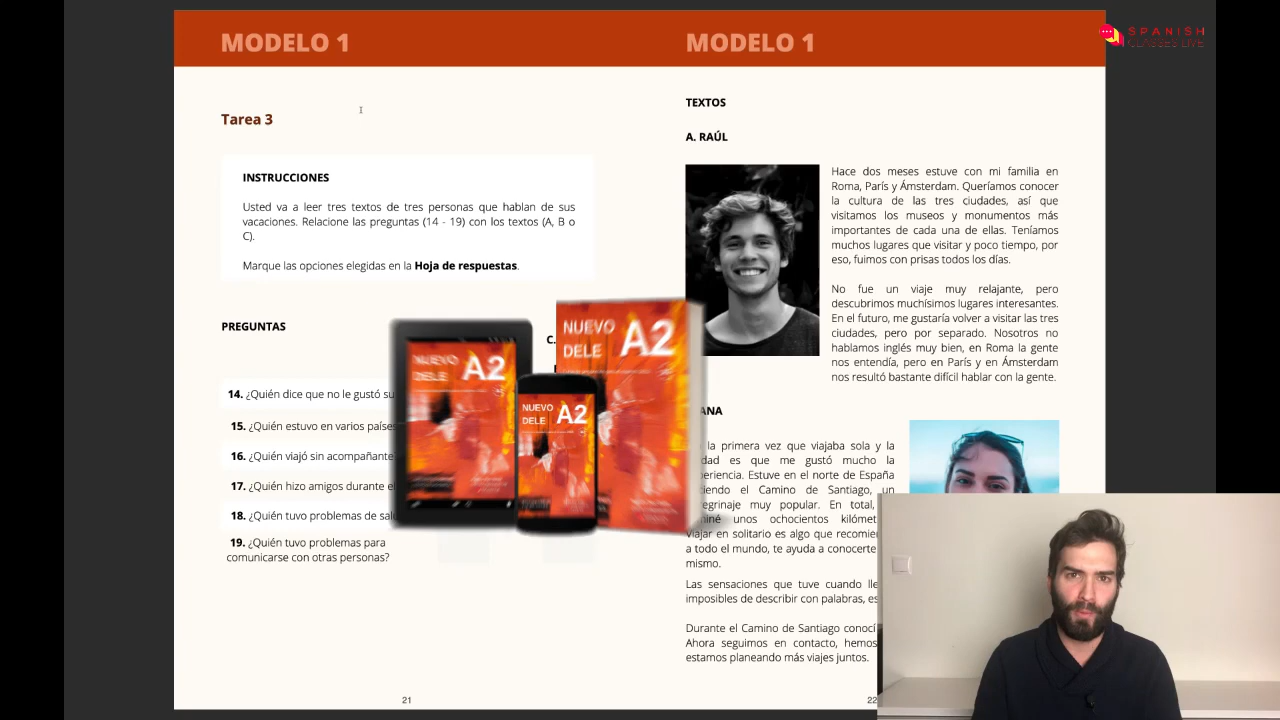 MODELO 1
Tarea 3
INSTRUCCIONES
Usted va a leer tres textos de tres personas que hablan de sus
vacaciones. Relacione las preguntas (14 - 19) con los textos (A, B o
C).
Marque las opciones elegidas en la Hoja de respuestas.
PREGUNTAS
C.
14. ¿Quién dice que no le gustó su
15. ¿Quién estuvo en varios países
16. ¿Quién viajó sin acompañante
17. ¿Quién hizo amigos durante el
18. ¿Quién tuvo problemas de
19. ¿Quién tuvo problemas para
comunicarse con otras personas?
21
NUEVO
DELE A2
NUEVO
DELE A2
NUEVO
DELE A2
MODELO 1
TEXTOS
A. RAÚL
Hace dos meses estuve con mi familia en
Roma, París y Ámsterdam. Queríamos conocer
la cultura de las tres ciudades, así que
visitamos los museos y monumentos más
importantes de cada una de ellas. Teníamos
muchos lugares que visitar y poco tiempo, por
eso, fuimos con prisas todos los días.
No fue un viaje muy relajante, pero
descubrimos muchísimos lugares interesantes.
En el futuro, me gustaría volver a visitar las tres
ciudades, pero por separado. Nosotros no
hablamos inglés muy bien, en Roma la gente
nos entendía, pero en París y en Ámsterdam
nos resultó bastante difícil hablar con la gente.
ANA
la primera vez que viajaba sola y la
dad es que me gustó mucho la
periencia. Estuve en el norte de España
ciendo el Camino de Santiago, un
egrinaje muy popular. En total,
miné unos ochocientos kilómet
viajar en solitario es algo que recomie
a todo el mundo, te ayuda a conocerte
mismo.
Las sensaciones que tuve cuando lle
imposibles de describir con palabras, es
Durante el Camino de Santiago conocí
Ahora seguimos en contacto, hemos
estamos planeando más viajes juntos.
22
SPANISH
CLASSES LIVE